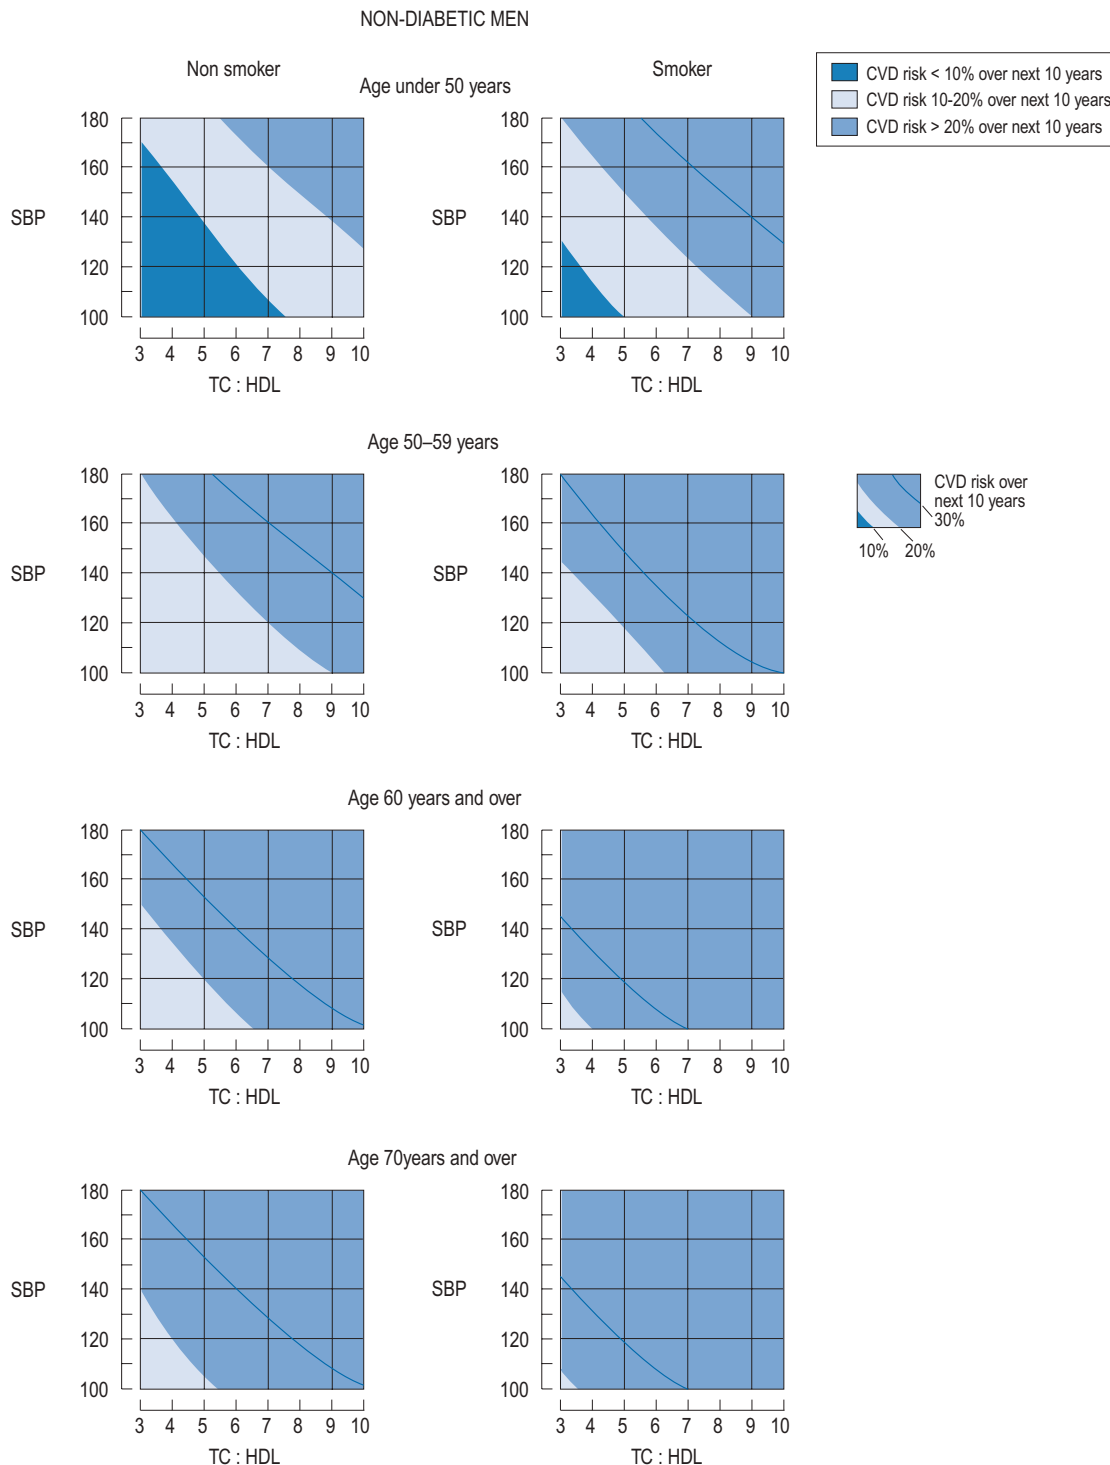 NON-DIABETIC MEN
Non smoker
Smoker
Age under 50 years
CVD risk < 10% over next 10 years
CVD risk 10-20% over next 10 years
CVD risk > 20% over next 10 years
SBP
180
160
140
120
100
3 4 5 6 7 8 9 10
TC : HDL
SBP
180
160
140
120
100
3 4 5 6 7 8 9 10
TC : HDL
Age 50–59 years
SBP
180
160
140
120
100
3 4 5 6 7 8 9 10
TC : HDL
SBP
180
160
140
120
100
3 4 5 6 7 8 9 10
TC : HDL
CVD risk over
next 10 years
30%
10%
20%
Age 60 years and over
SBP
180
160
140
120
100
3 4 5 6 7 8 9 10
TC : HDL
SBP
180
160
140
120
100
3 4 5 6 7 8 9 10
TC : HDL
Age 70years and over
SBP
180
160
140
120
100
3 4 5 6 7 8 9 10
TC : HDL
SBP
180
160
140
120
100
3 4 5 6 7 8 9 10
TC : HDL